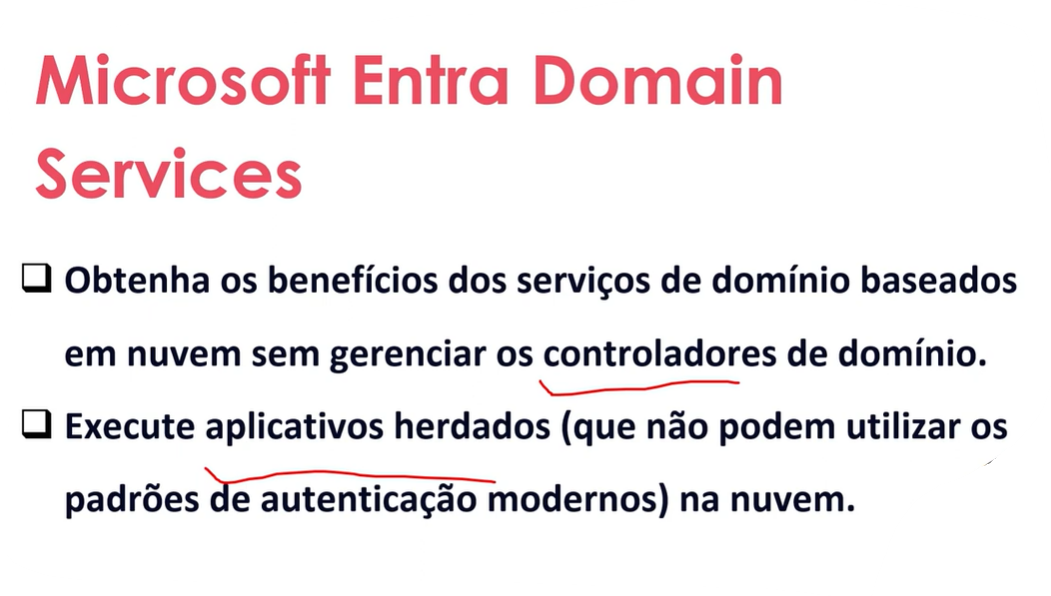 Microsoft Entra Domain
Services
Obtenha os benefícios dos serviços de domínio baseados
em nuvem sem gerenciar os controladores de domínio.
Execute aplicativos herdados (que não podem utilizar os
padrões de autenticação modernos) na nuvem.